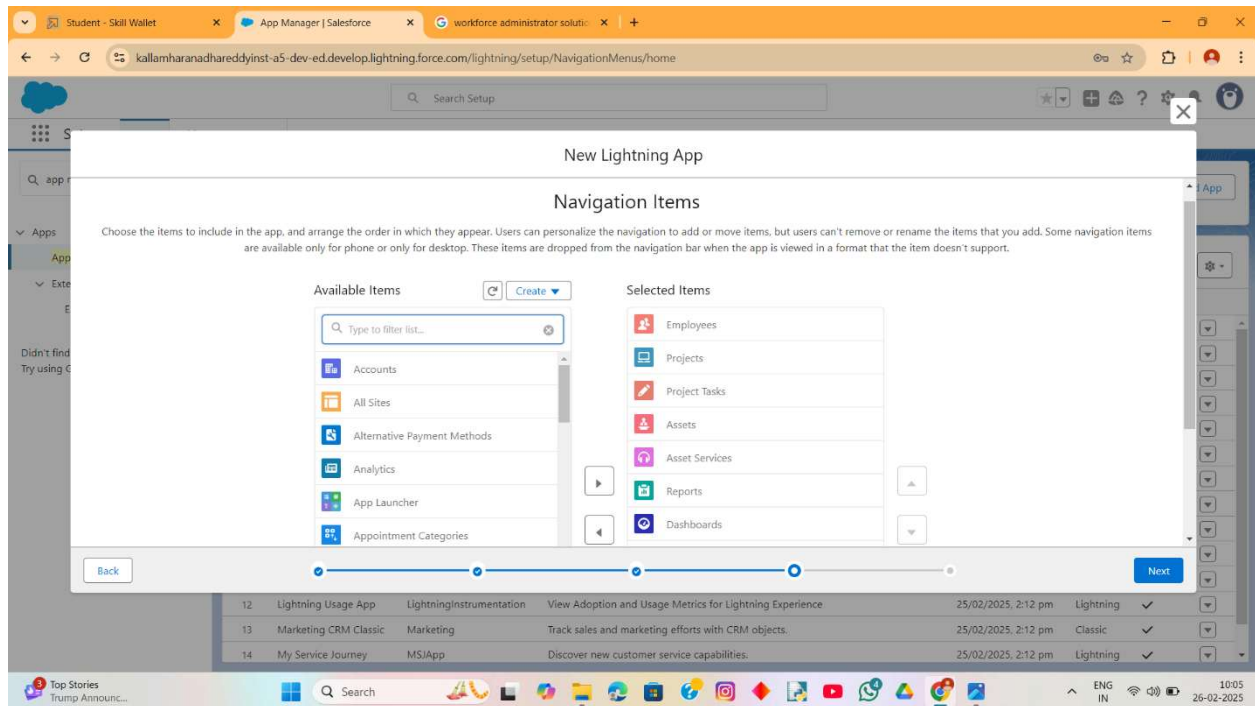 Student - Skill Wallet
App Manager | Salesforce
workforce administrator solutio
kallamharanadhareddyinst-a5-dev-ed.develop.lightning.force.com/lightning/setup/NavigationMenus/home
Search Setup
S
New Lightning App
app
d App
Navigation Items
Choose the items to include in the app, and arrange the order in which they appear. Users can personalize the navigation to add or move items, but users can't remove or rename the items that you add. Some navigation items
are available only for phone or only for desktop. These items are dropped from the navigation bar when the app is viewed in a format that the item doesn't support.
Apps
App
Exte
E
Didn't find
Try using G
Available Items
Create
Selected Items
Type to filter list...
Accounts
All Sites
Alternative Payment Methods
Analytics
App Launcher
Appointment Categories
Employees
Projects
Project Tasks
Assets
Asset Services
Reports
Dashboards
Back
Next
12 Lightning Usage App LightningInstrumentation View Adoption and Usage Metrics for Lightning Experience 25/02/2025, 2:12 pm Lightning
13 Marketing CRM Classic Marketing Track sales and marketing efforts with CRM objects. 25/02/2025, 2:12 pm Classic
14 My Service Journey MSJApp Discover new customer service capabilities. 25/02/2025, 2:12 pm Lightning
3
Top Stories
Trump Announc...
Search
ENG
IN
10:05
26-02-2025